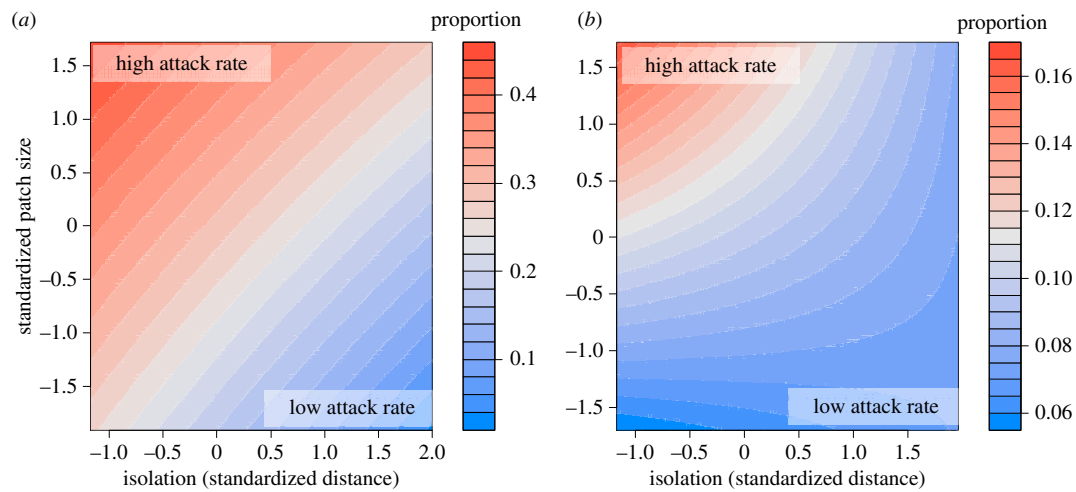 (a)
proportion
(b)
proportion
high attack rate
high attack rate
1.5
1.0
0.5
0
–0.5
–1.0
–1.5
standardized patch size
0.4
0.3
0.2
0.1
1.5
1.0
0.5
0
–0.5
–1.0
–1.5
0.16
0.14
0.12
0.10
0.08
0.06
low attack rate
low attack rate
–1.0 –0.5 0 0.5 1.0 1.5 2.0
–1.0 –0.5 0 0.5 1.0 1.5
isolation (standardized distance)
isolation (standardized distance)